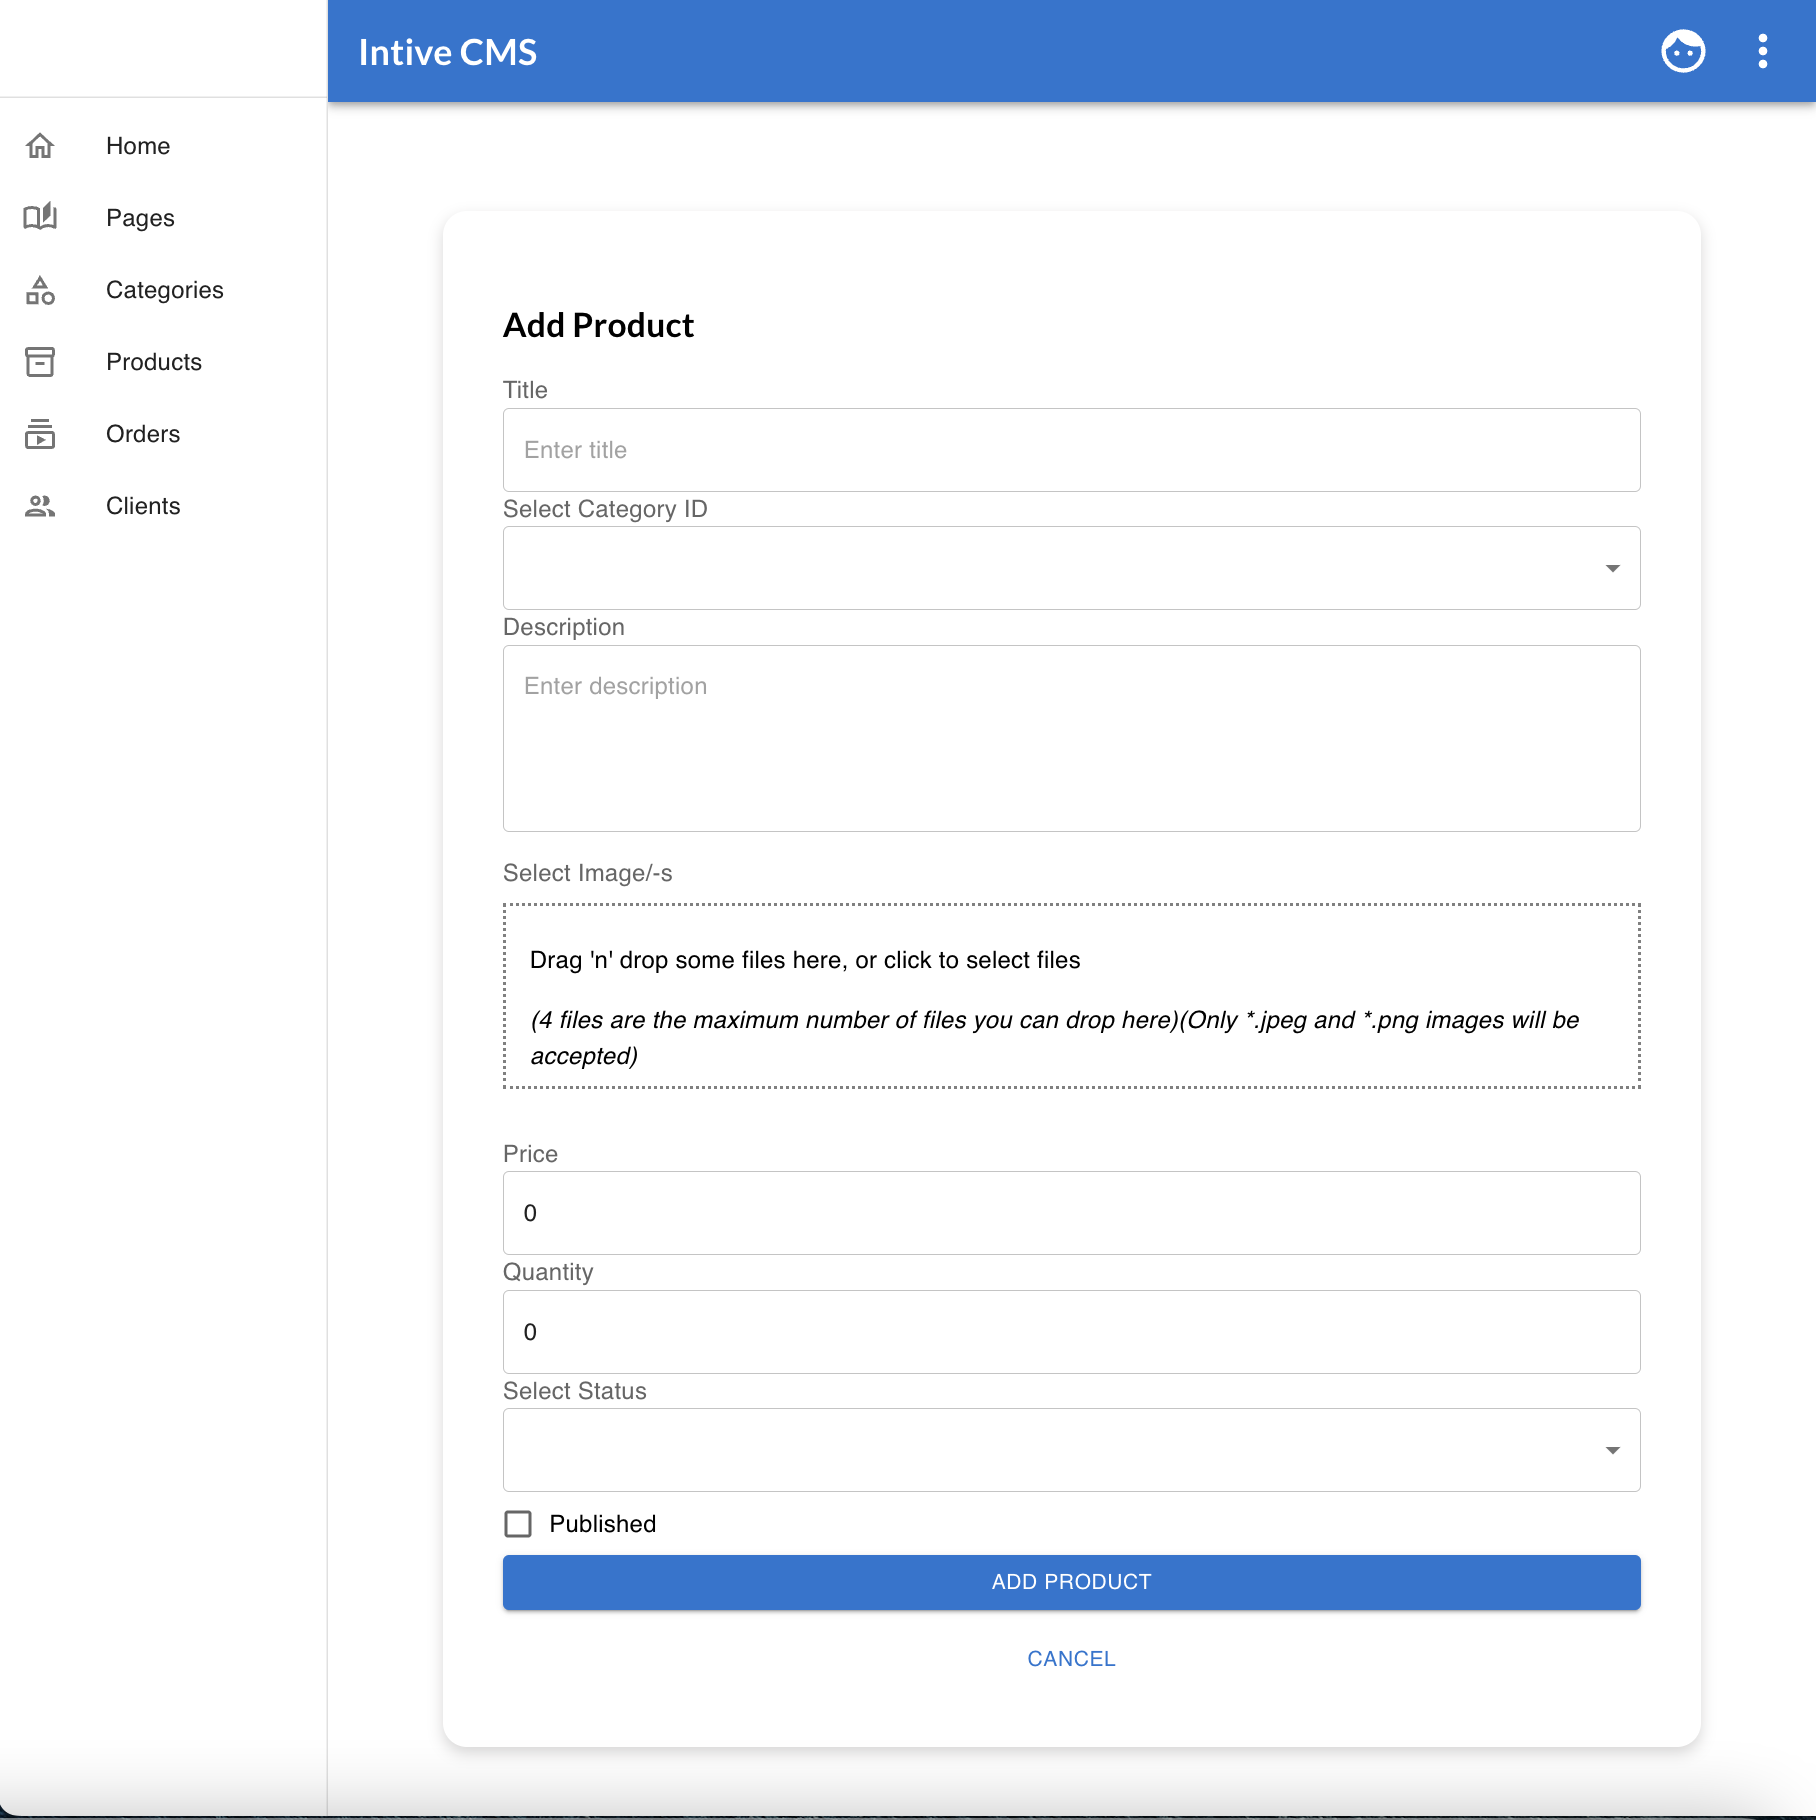 Intive CMS
Home
Pages
Categories
Products
Orders
Clients
Add Product
Title
Enter title
Select Category ID
Description
Enter description
Select Image/-s
Drag 'n' drop some files here, or click to select files
(4 files are the maximum number of files you can drop here)(Only *.jpeg and *.png images will be
accepted)
Price
0
Quantity
0
Select Status
Published
ADD PRODUCT
CANCEL